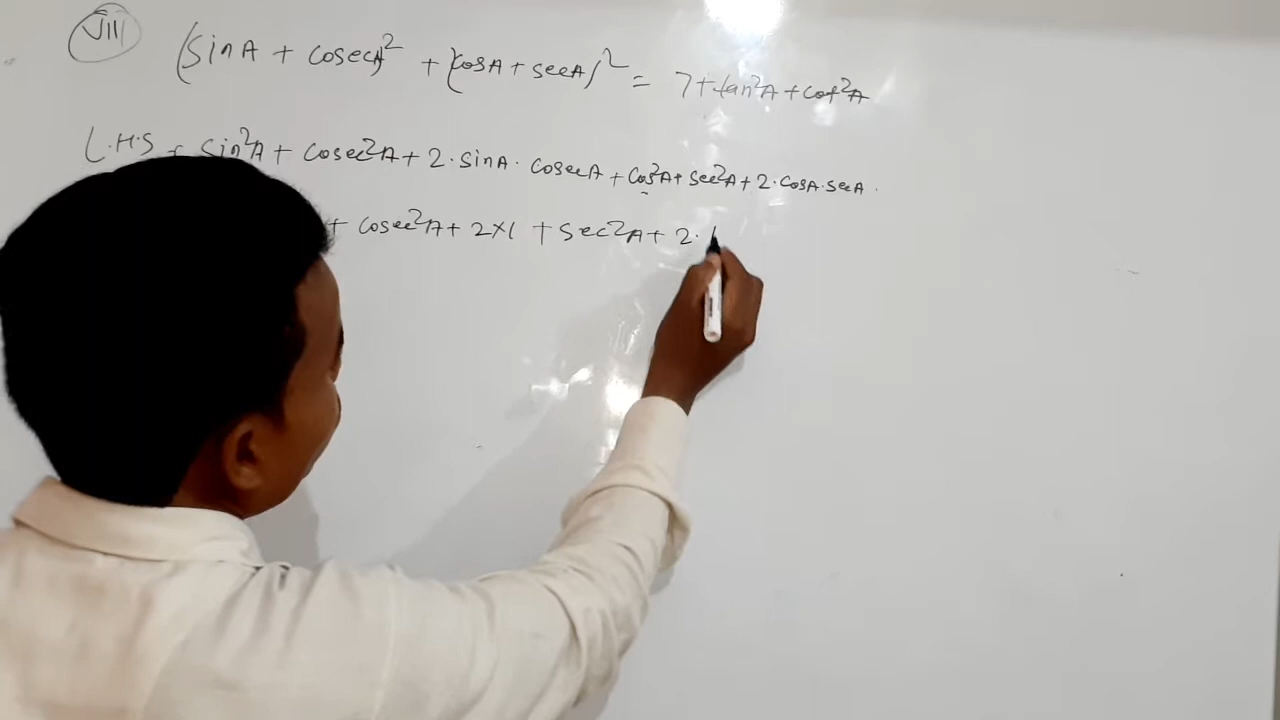 VIII
(sinA + cosecA)² + (cosA + secA)² = 7 + tan²A + cot²A
L.H.S = sin²A + cosec²A + 2·sinA·cosecA + cos²A + sec²A + 2·cosA·secA.
+ cosec²A + 2×1 + sec²A + 2·1